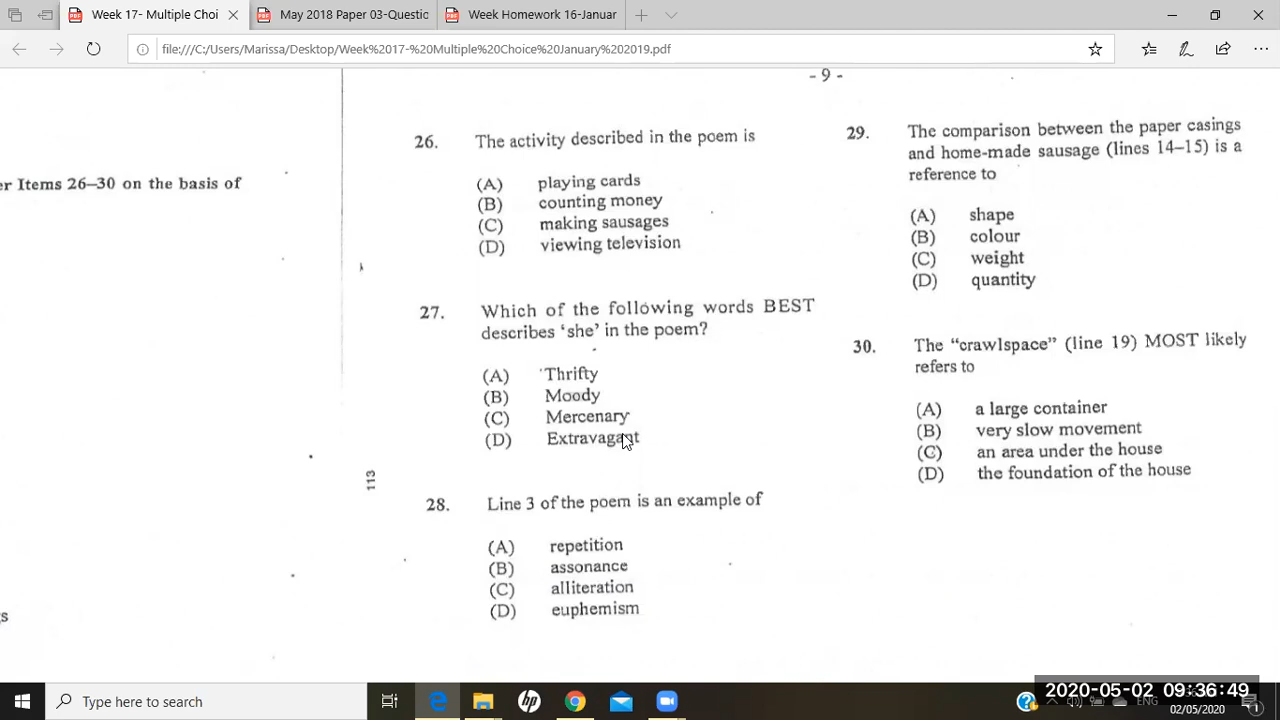 Week 17- Multiple Choi
May 2018 Paper 03-Questic
Week Homework 16-Januar
file:///C:/Users/Marissa/Desktop/Week%2017-%20Multiple%20Choice%20January%202019.pdf
- 9 -
er Items 26–30 on the basis of
26. The activity described in the poem is
(A) playing cards
(B) counting money
(C) making sausages
(D) viewing television
27. Which of the following words BEST
describes ‘she’ in the poem?
(A) Thrifty
(B) Moody
(C) Mercenary
(D) Extravagant
113
28. Line 3 of the poem is an example of
(A) repetition
(B) assonance
(C) alliteration
(D) euphemism
s
29. The comparison between the paper casings
and home-made sausage (lines 14–15) is a
reference to
(A) shape
(B) colour
(C) weight
(D) quantity
30. The “crawlspace” (line 19) MOST likely
refers to
(A) a large container
(B) very slow movement
(C) an area under the house
(D) the foundation of the house
Type here to search
hp
ENG
2020-05-02 09:36:49
02/05/2020